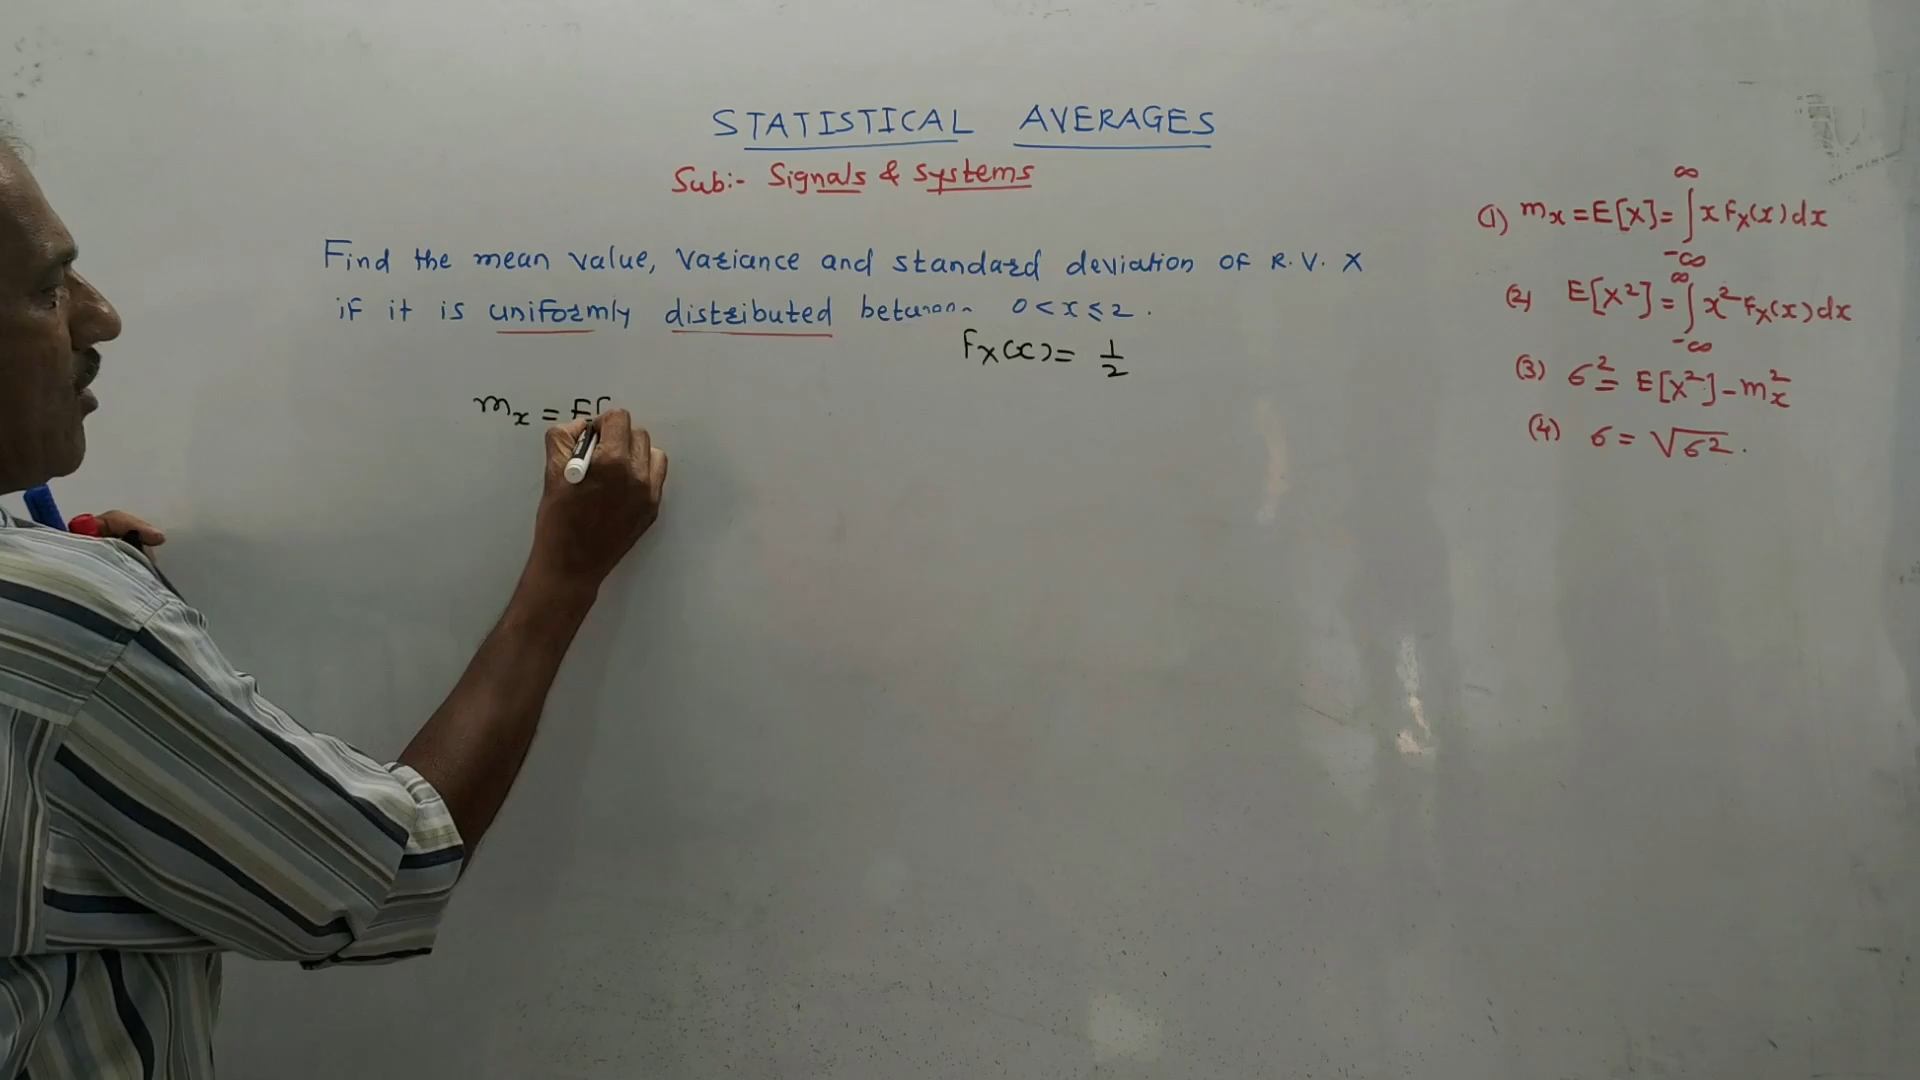 STATISTICAL AVERAGES
Sub:- Signals & Systems
Find the mean value, variance and standard deviation OF R.V. X
if it is uniformly distributed between 0 < x ≤ 2 .
fX(x) = 1/2
mx = E[
(1) mx = E[X] = ∫_{-∞}^{∞} x fX(x) dx
(2) E[X²] = ∫_{-∞}^{∞} x² fX(x) dx
(3) σ² = E[X²] - mx²
(4) σ = √σ² .